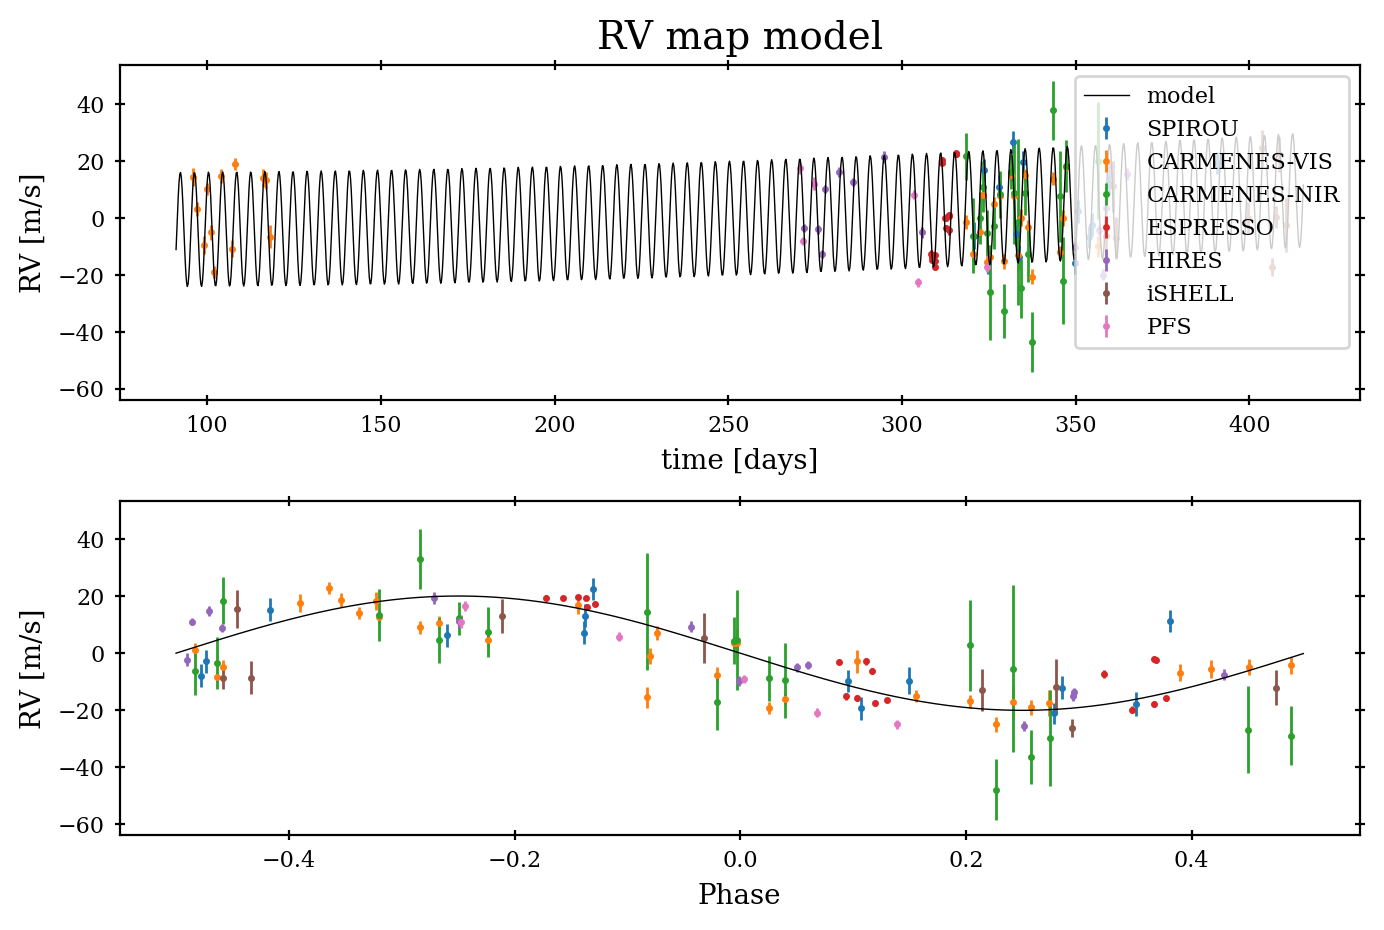 RV map model
RV [m/s]
40
20
0
−20
−40
−60
model
SPIROU
CARMENES-VIS
CARMENES-NIR
ESPRESSO
HIRES
iSHELL
PFS
100 150 200 250 300 350 400
time [days]
RV [m/s]
40
20
0
−20
−40
−60
−0.4 −0.2 0.0 0.2 0.4
Phase